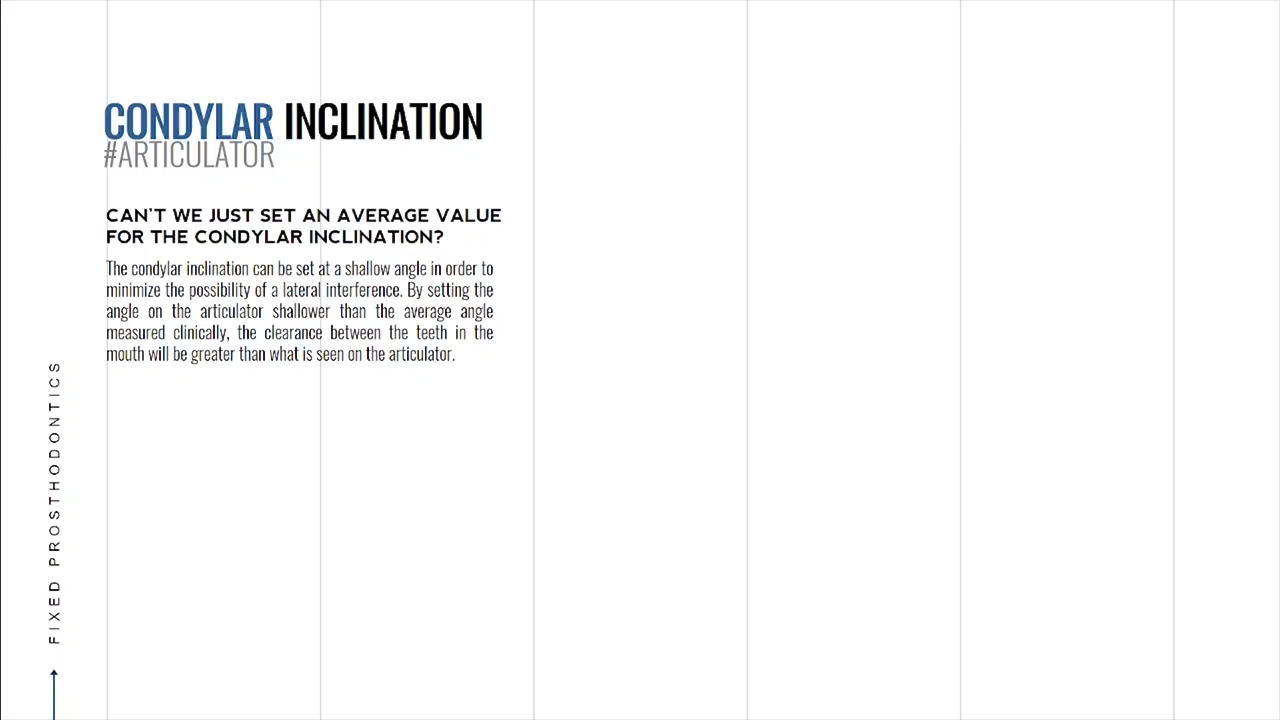 CONDYLAR INCLINATION
#ARTICULATOR
CAN'T WE JUST SET AN AVERAGE VALUE
FOR THE CONDYLAR INCLINATION?
The condylar inclination can be set at a shallow angle in order to
minimize the possibility of a lateral interference. By setting the
angle on the articulator shallower than the average angle
measured clinically, the clearance between the teeth in the
mouth will be greater than what is seen on the articulator.
FIXED PROSTHODONTICS